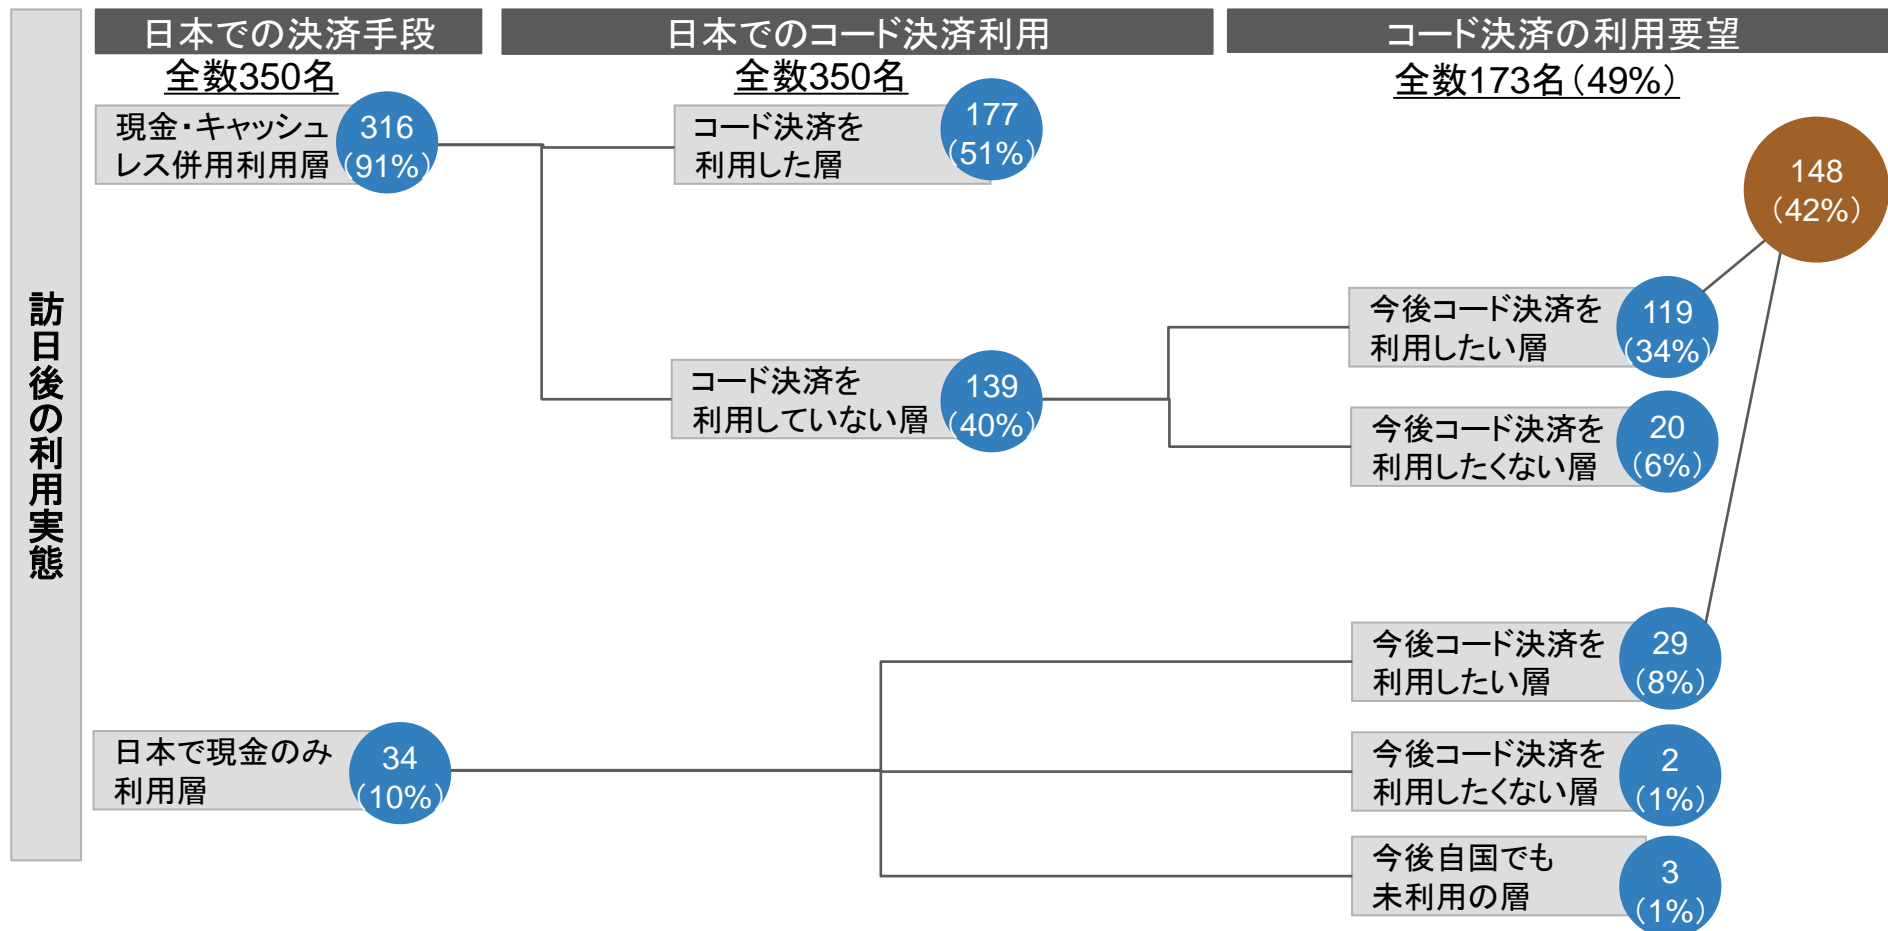 日本での決済手段
日本でのコード決済利用
コード決済の利用要望
全数350名
全数350名
全数173名（49%）
訪日後の利用実態
現金・キャッシュ
レス併用利用層
316
（91%）
コード決済を
利用した層
177
（51%）
148
（42%）
コード決済を
利用していない層
139
（40%）
今後コード決済を
利用したい層
119
（34%）
今後コード決済を
利用したくない層
20
（6%）
日本で現金のみ
利用層
34
（10%）
今後コード決済を
利用したい層
29
（8%）
今後コード決済を
利用したくない層
2
（1%）
今後自国でも
未利用の層
3
（1%）